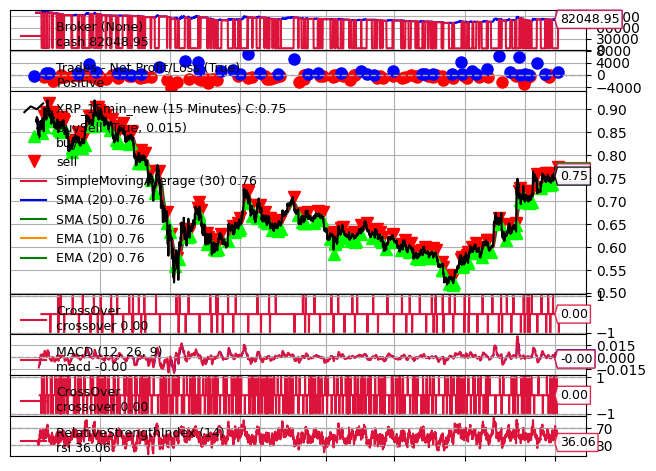 Broker (None)
cash 82048.95
82048.95
30000
0
Trades - Net Profit/Loss (True)
Positive
8000
4000
0
−4000
XRP_15min_new (15 Minutes) C:0.75
BuySell (True, 0.015)
buy
sell
SimpleMovingAverage (30) 0.76
SMA (20) 0.76
SMA (50) 0.76
EMA (10) 0.76
EMA (20) 0.76
0.90
0.85
0.80
0.75
0.70
0.65
0.60
0.55
0.50
CrossOver
crossover 0.00
1
0.00
−1
MACD (12, 26, 9)
macd -0.00
0.015
0.000
-0.00
−0.015
CrossOver
crossover 0.00
1
0.00
−1
RelativeStrengthIndex (14,
rsi 36.06
70
36.06
30